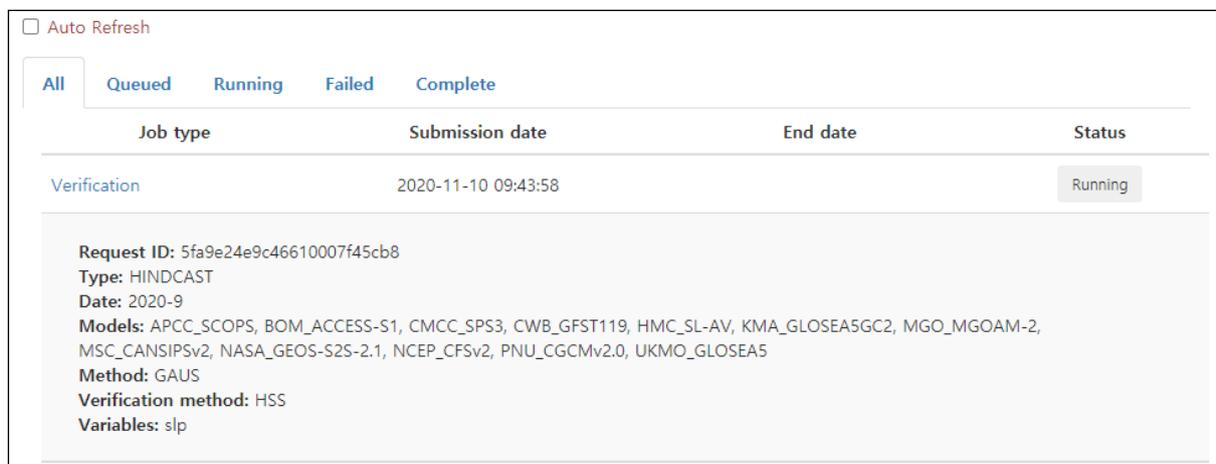 Auto Refresh
All Queued Running Failed Complete
Job type Submission date End date Status
Verification 2020-11-10 09:43:58 Running
Request ID: 5fa9e24e9c46610007f45cb8
Type: HINDCAST
Date: 2020-9
Models: APCC_SCOPS, BOM_ACCESS-S1, CMCC_SPS3, CWB_GFST119, HMC_SL-AV, KMA_GLOSEA5GC2, MGO_MGOAM-2,
MSC_CANSIPSv2, NASA_GEOS-S2S-2.1, NCEP_CFSv2, PNU_CGCMv2.0, UKMO_GLOSEA5
Method: GAUS
Verification method: HSS
Variables: slp